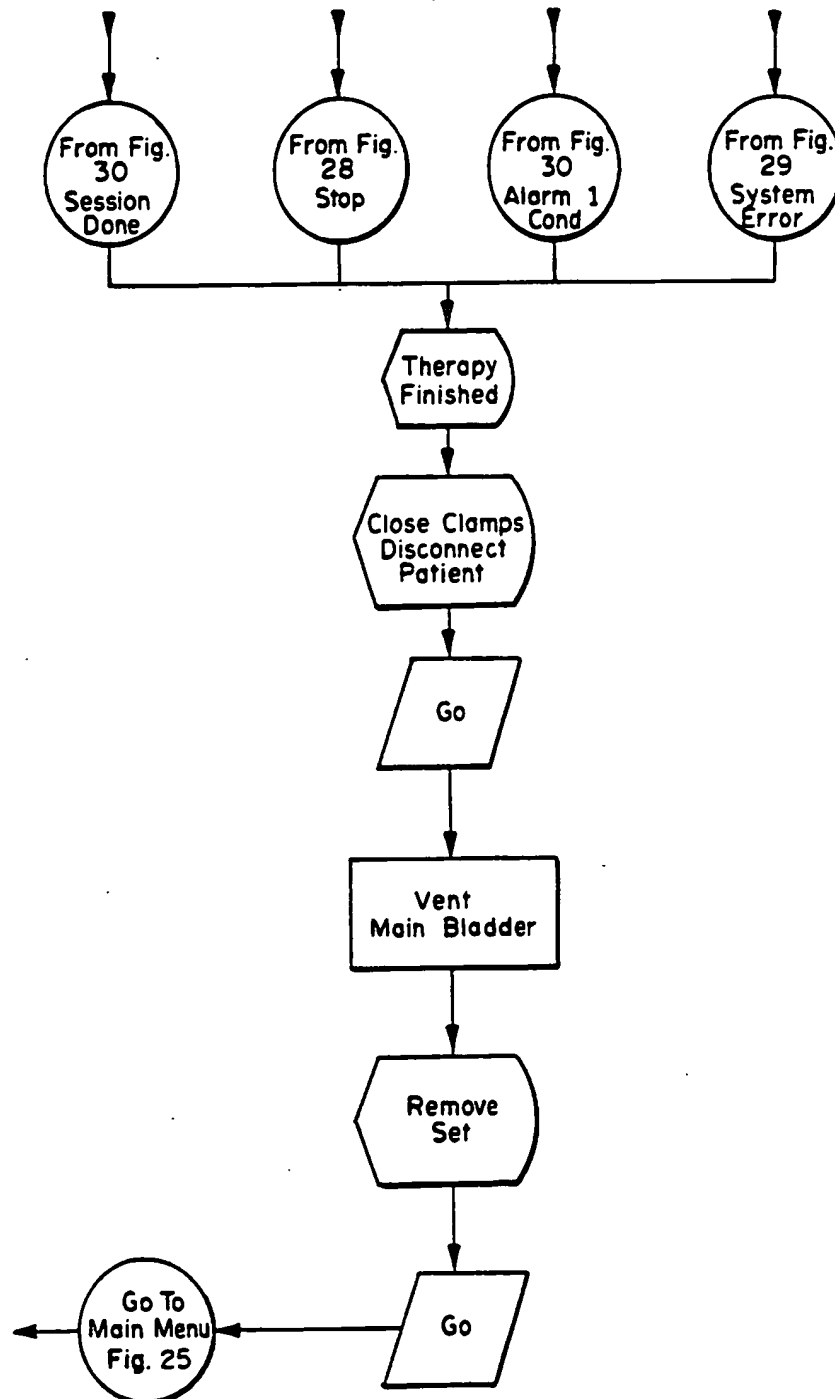 From Fig.
30
Session
Done
From Fig.
28
Stop
From Fig.
30
Alarm 1
Cond
From Fig.
29
System
Error
Therapy
Finished
Close Clamps
Disconnect
Patient
Go
Vent
Main Bladder
Remove
Set
Go To
Main Menu
Fig. 25
Go